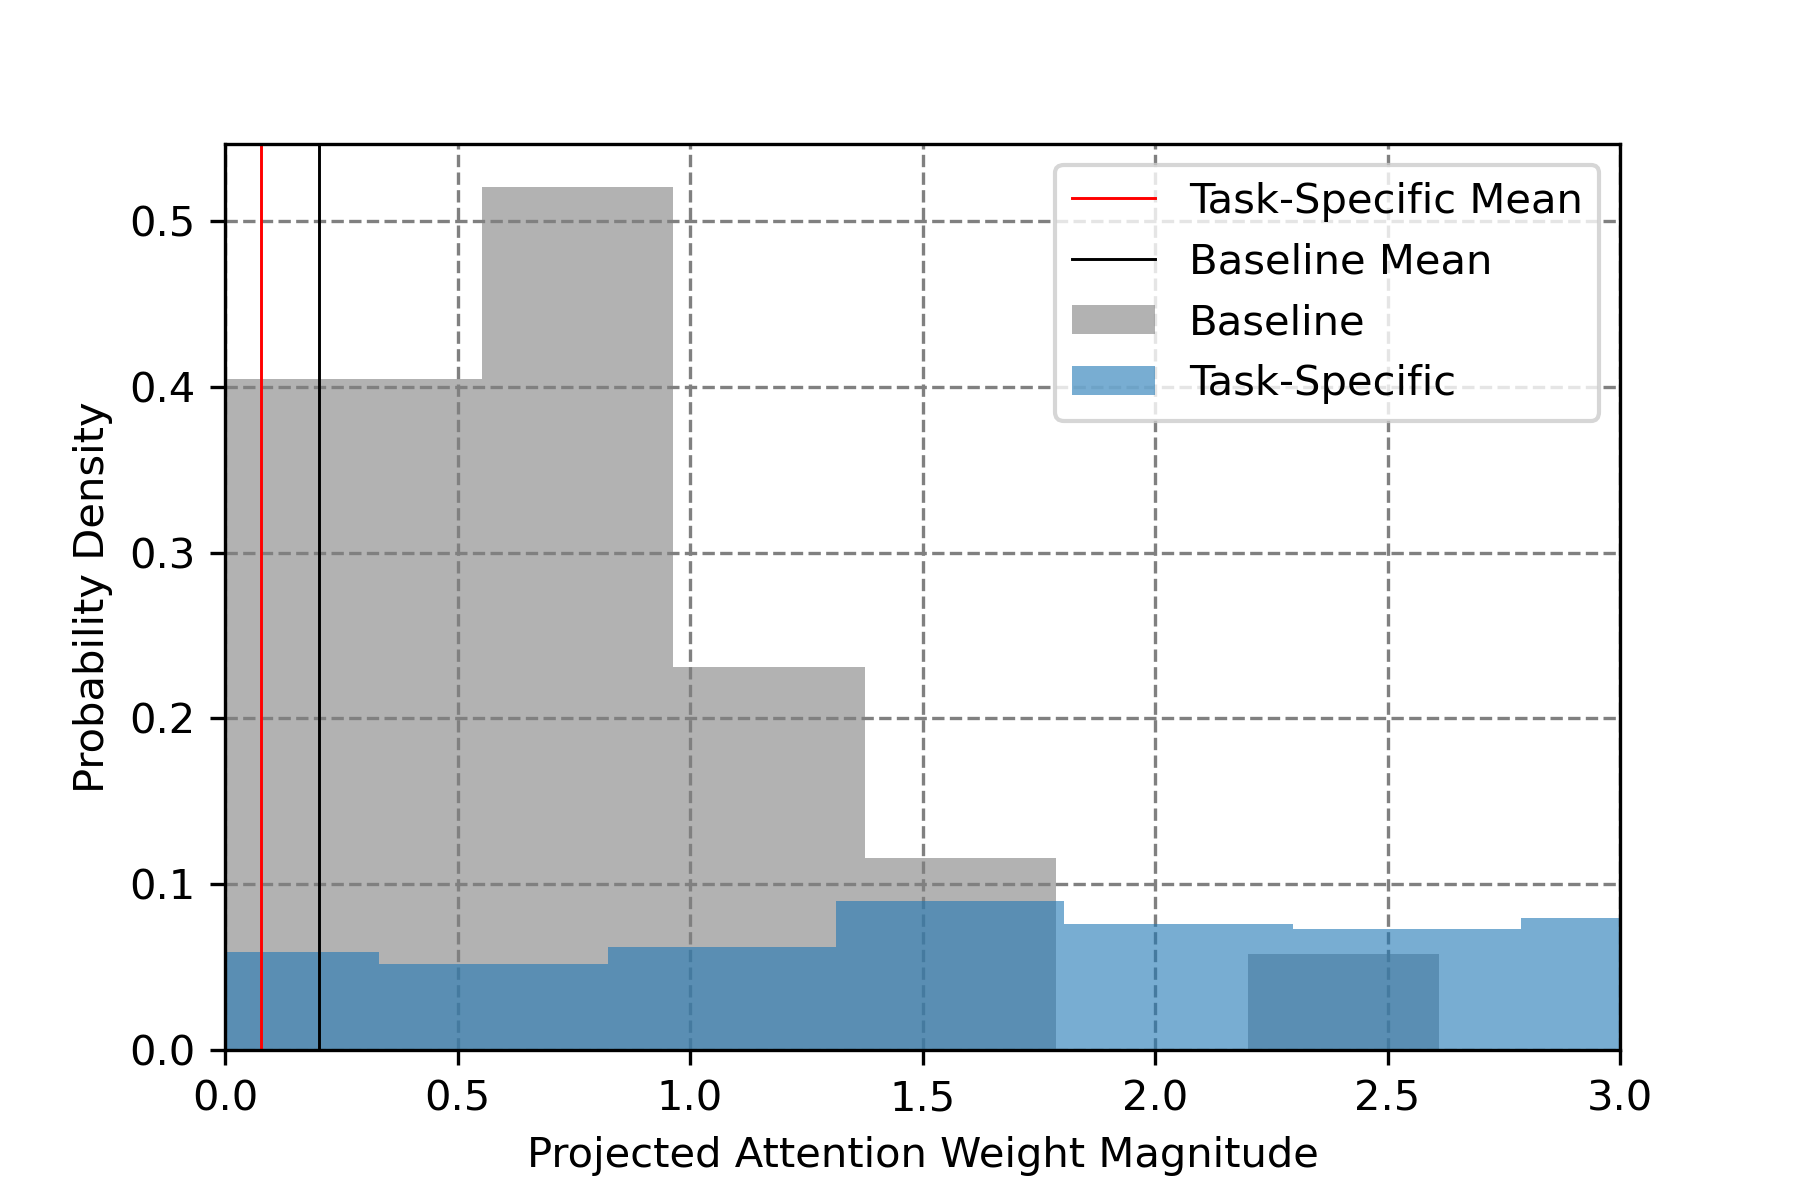 Task-Specific Mean
Baseline Mean
Baseline
Task-Specific
Probability Density
0.5
0.4
0.3
0.2
0.1
0.0
0.0 0.5 1.0 1.5 2.0 2.5 3.0
Projected Attention Weight Magnitude